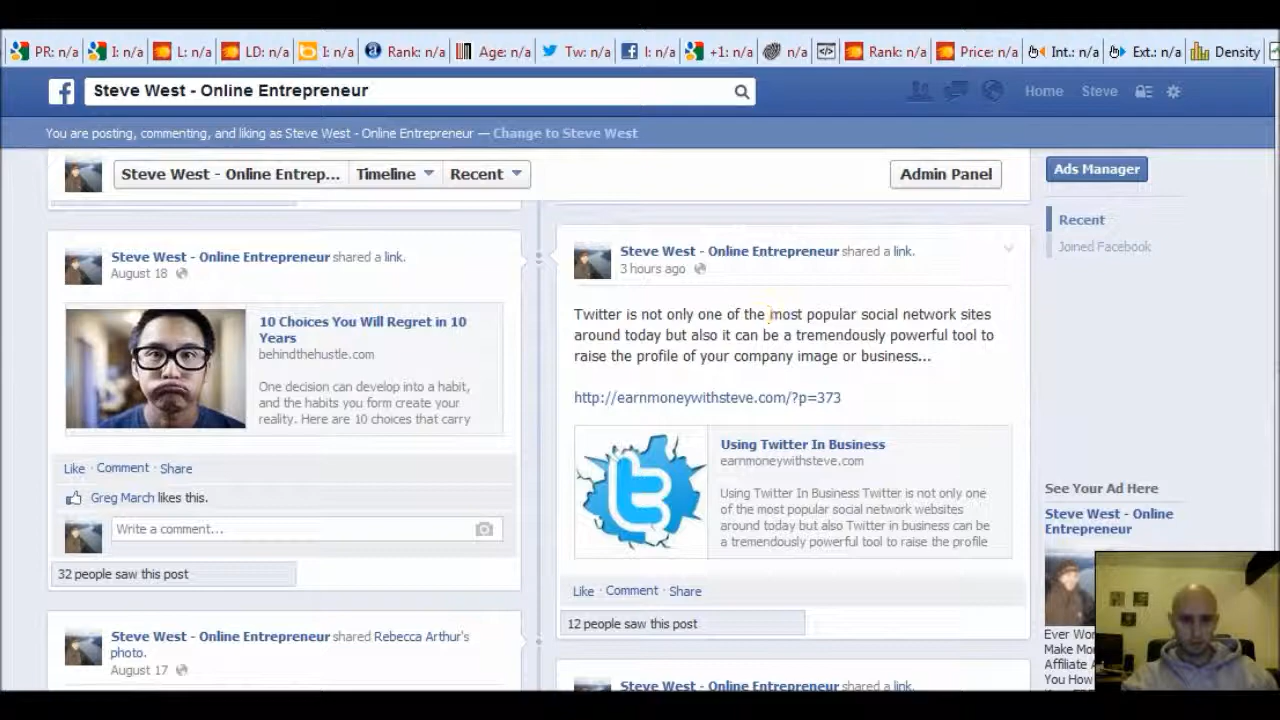 PR: n/a I: n/a L: n/a LD: n/a I: n/a Rank: n/a Age: n/a Tw: n/a l: n/a +1: n/a n/a Rank: n/a Price: n/a Int.: n/a Ext.: n/a Density
Steve West - Online Entrepreneur
Home Steve
You are posting, commenting, and liking as Steve West - Online Entrepreneur — Change to Steve West
Steve West - Online Entrep... Timeline Recent Admin Panel
Steve West - Online Entrepreneur shared a link.
August 18
10 Choices You Will Regret in 10
Years
behindthehustle.com
One decision can develop into a habit,
and the habits you form create your
reality. Here are 10 choices that carry
Like · Comment · Share
Greg March likes this.
Write a comment...
32 people saw this post
Steve West - Online Entrepreneur shared Rebecca Arthur's
photo.
August 17
Steve West - Online Entrepreneur shared a link.
3 hours ago
Twitter is not only one of the most popular social network sites
around today but also it can be a tremendously powerful tool to
raise the profile of your company image or business...
http://earnmoneywithsteve.com/?p=373
Using Twitter In Business
earnmoneywithsteve.com
Using Twitter In Business Twitter is not only one
of the most popular social network websites
around today but also Twitter in business can be
a tremendously powerful tool to raise the profile
Like · Comment · Share
12 people saw this post
Steve West - Online Entrepreneur shared a link.
Ads Manager
Recent
Joined Facebook
See Your Ad Here
Steve West - Online
Entrepreneur
Ever Wo
Make Mo
Affiliate A
You How